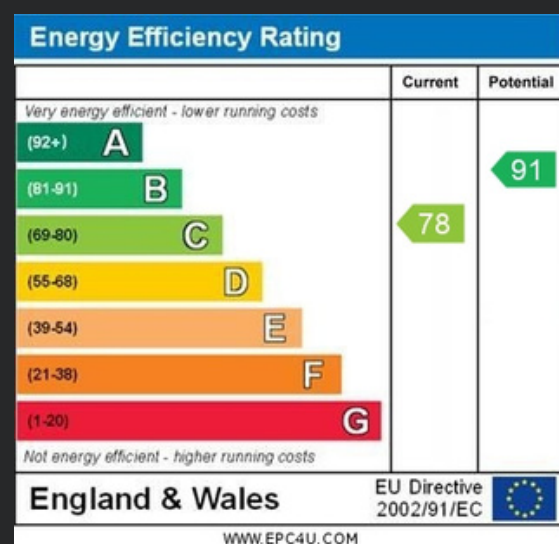 Energy Efficiency Rating
Current Potential
Very energy efficient - lower running costs
(92+) A
(81-91) B
91
(69-80) C
78
(55-68) D
(39-54) E
(21-38) F
(1-20) G
Not energy efficient - higher running costs
England & Wales
EU Directive
2002/91/EC
WWW.EPC4U.COM